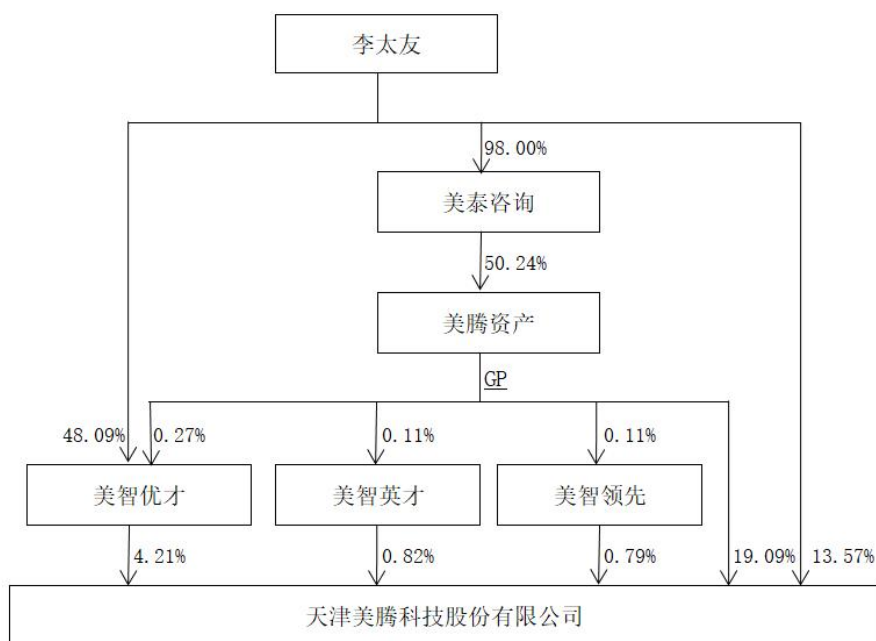 李太友
98.00%
美泰咨询
50.24%
美腾资产
GP
48.09%
0.27%
0.11%
0.11%
美智优才
美智英才
美智领先
4.21%
0.82%
0.79%
19.09%
13.57%
天津美腾科技股份有限公司